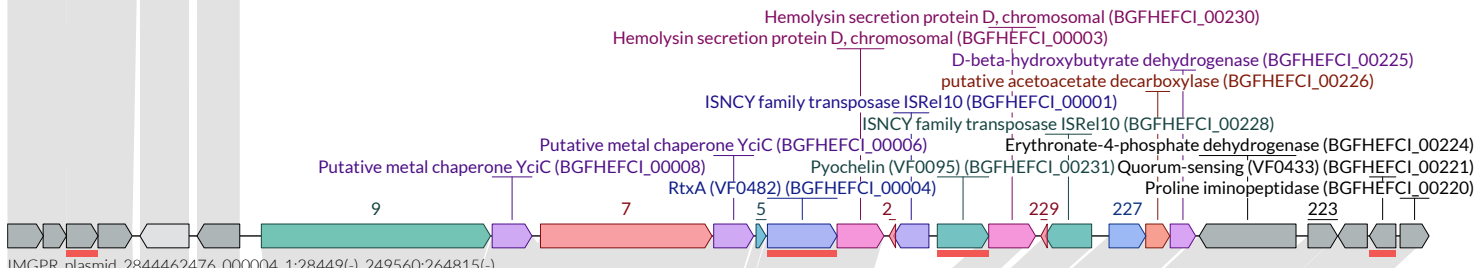 Hemolysin secretion protein D, chromosomal (BGFHEFCI_00230)
Hemolysin secretion protein D, chromosomal (BGFHEFCI_00003)
D-beta-hydroxybutyrate dehydrogenase (BGFHEFCI_00225)
putative acetoacetate decarboxylase (BGFHEFCI_00226)
ISNCY family transposase ISRel10 (BGFHEFCI_00001)
ISNCY family transposase ISRel10 (BGFHEFCI_00228)
Putative metal chaperone YciC (BGFHEFCI_00006) Erythronate-4-phosphate dehydrogenase (BGFHEFCI_00224)
Putative metal chaperone YciC (BGFHEFCI_00008) Pyochelin (VF0095) (BGFHEFCI_00231) Quorum-sensing (VF0433) (BGFHEFCI_00221)
RtxA (VF0482) (BGFHEFCI_00004) Proline iminopeptidase (BGFHEFCI_00220)
9 7 5 2 229 227 223
IMGPR_plasmid_2844462476_000004_1:28449(-), 249560:264815(-)